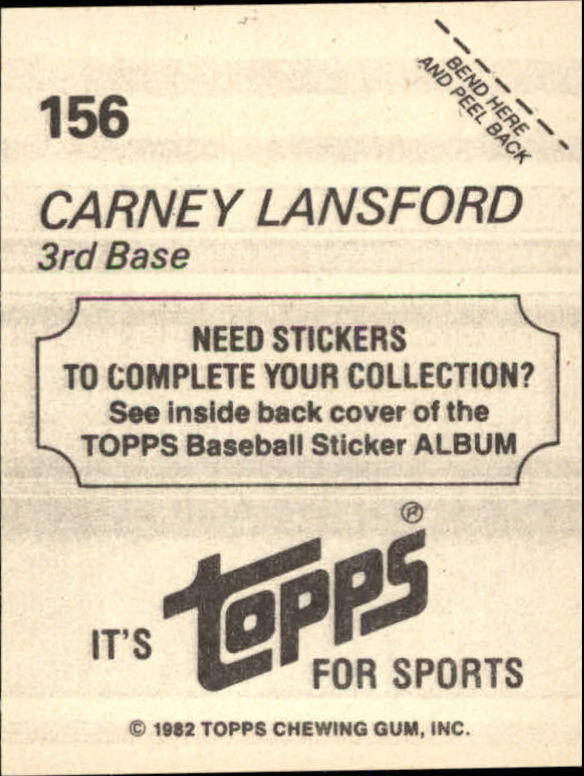 BEND HERE
AND PEEL BACK
156
CARNEY LANSFORD
3rd Base
NEED STICKERS
TO COMPLETE YOUR COLLECTION?
See inside back cover of the
TOPPS Baseball Sticker ALBUM
®
IT'S topps
FOR SPORTS
© 1982 TOPPS CHEWING GUM, INC.